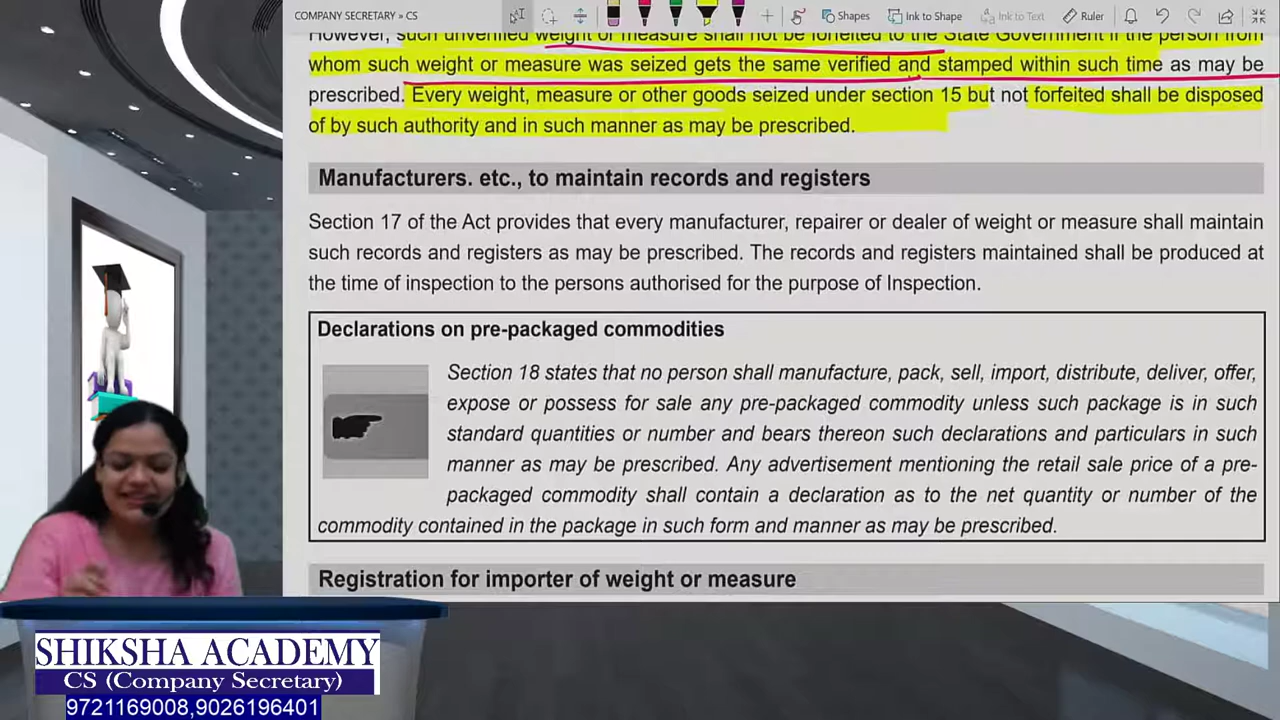 COMPANY SECRETARY » CS
Shapes
Ink to Shape
Ink to Text
Ruler
However, such unverified weight or measure shall not be forfeited to the State Government if the person from
whom such weight or measure was seized gets the same verified and stamped within such time as may be
prescribed. Every weight, measure or other goods seized under section 15 but not forfeited shall be disposed
of by such authority and in such manner as may be prescribed.
Manufacturers. etc., to maintain records and registers
Section 17 of the Act provides that every manufacturer, repairer or dealer of weight or measure shall maintain
such records and registers as may be prescribed. The records and registers maintained shall be produced at
the time of inspection to the persons authorised for the purpose of Inspection.
Declarations on pre-packaged commodities
Section 18 states that no person shall manufacture, pack, sell, import, distribute, deliver, offer,
expose or possess for sale any pre-packaged commodity unless such package is in such
standard quantities or number and bears thereon such declarations and particulars in such
manner as may be prescribed. Any advertisement mentioning the retail sale price of a pre-
packaged commodity shall contain a declaration as to the net quantity or number of the
commodity contained in the package in such form and manner as may be prescribed.
Registration for importer of weight or measure
SHIKSHA ACADEMY
CS (Company Secretary)
9721169008,9026196401